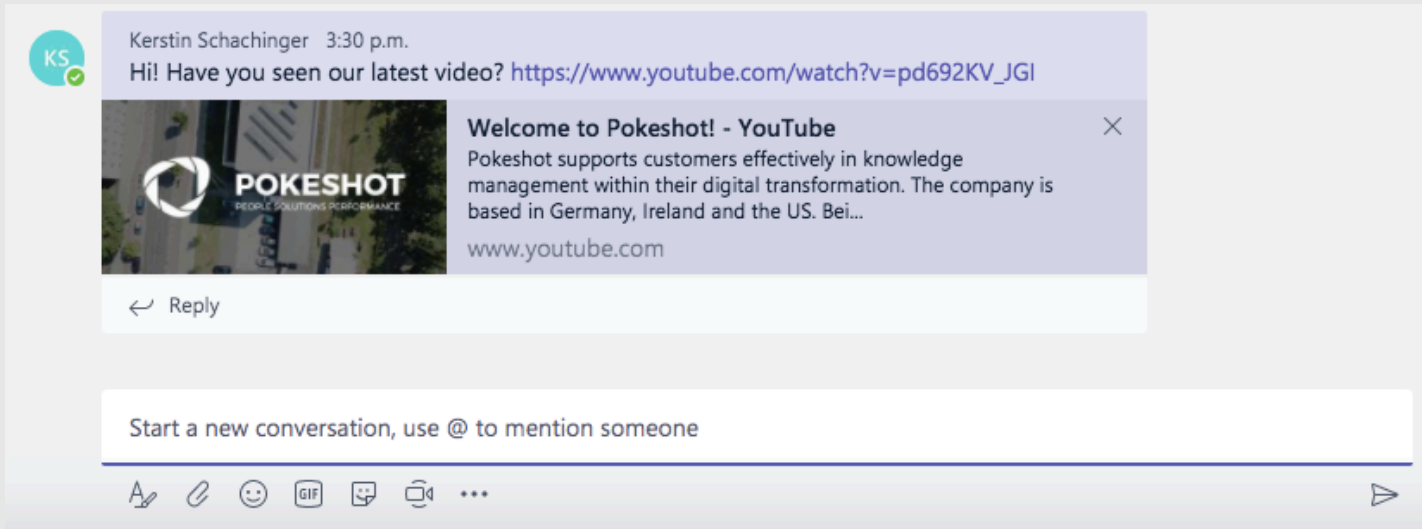 KS
Kerstin Schachinger 3:30 p.m.
Hi! Have you seen our latest video? https://www.youtube.com/watch?v=pd692KV_JGI
POKESHOT
PEOPLE SOLUTIONS PERFORMANCE
Welcome to Pokeshot! - YouTube
Pokeshot supports customers effectively in knowledge
management within their digital transformation. The company is
based in Germany, Ireland and the US. Bei...
www.youtube.com
Reply
Start a new conversation, use @ to mention someone
GIF